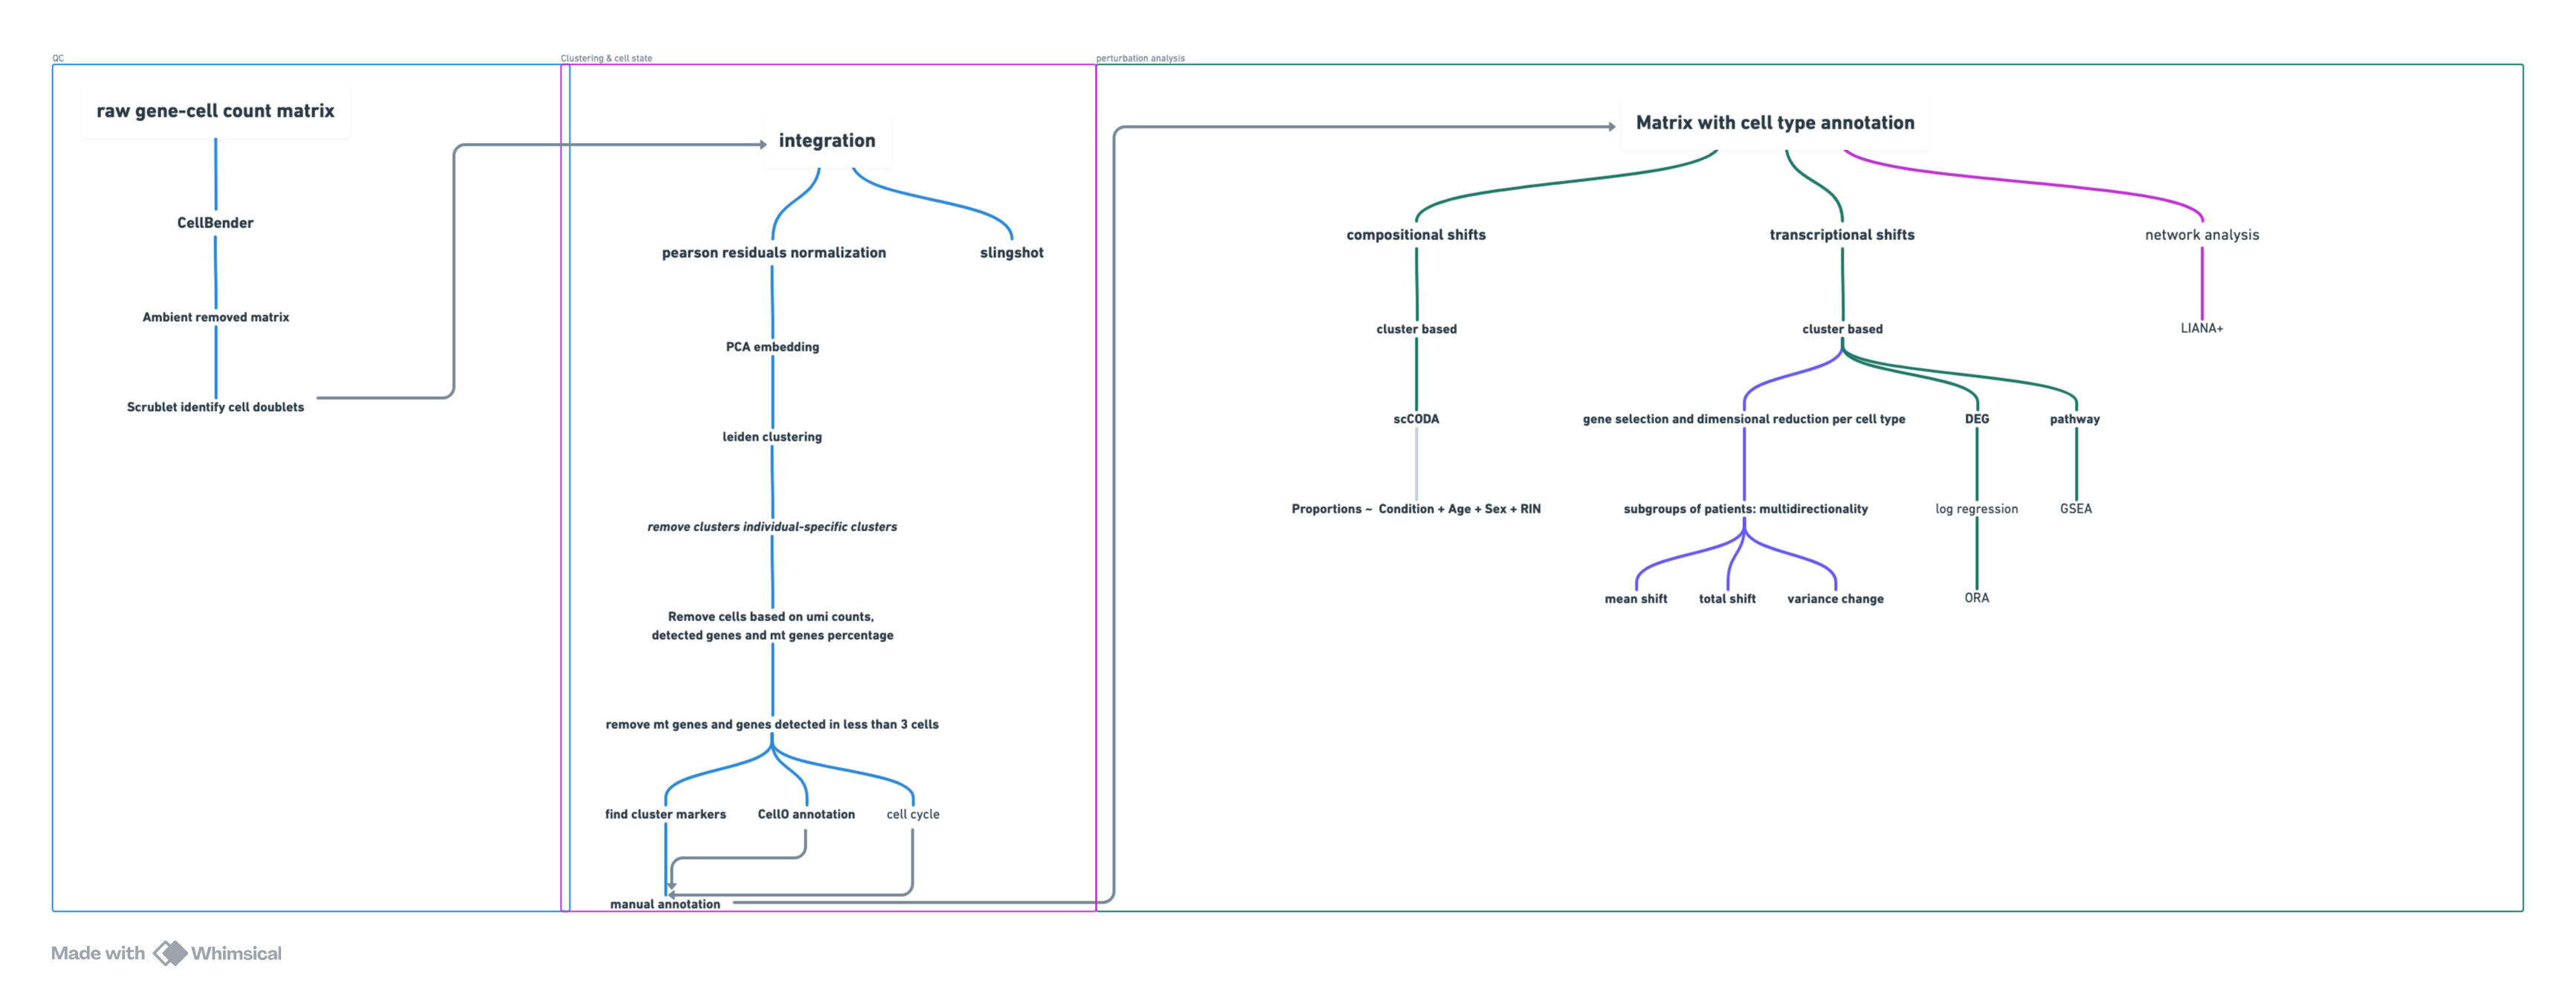 QC
raw gene-cell count matrix
CellBender
Ambient removed matrix
Scrublet identify cell doublets
Clustering & cell state
integration
pearson residuals normalization
slingshot
PCA embedding
leiden clustering
remove clusters individual-specific clusters
Remove cells based on umi counts,
detected genes and mt genes percentage
remove mt genes and genes detected in less than 3 cells
find cluster markers
CellO annotation
cell cycle
manual annotation
perturbation analysis
Matrix with cell type annotation
compositional shifts
transcriptional shifts
network analysis
cluster based
cluster based
LIANA+
scCODA
gene selection and dimensional reduction per cell type
DEG
pathway
Proportions ~ Condition + Age + Sex + RIN
subgroups of patients: multidirectionality
log regression
GSEA
mean shift
total shift
variance change
ORA
Made with Whimsical